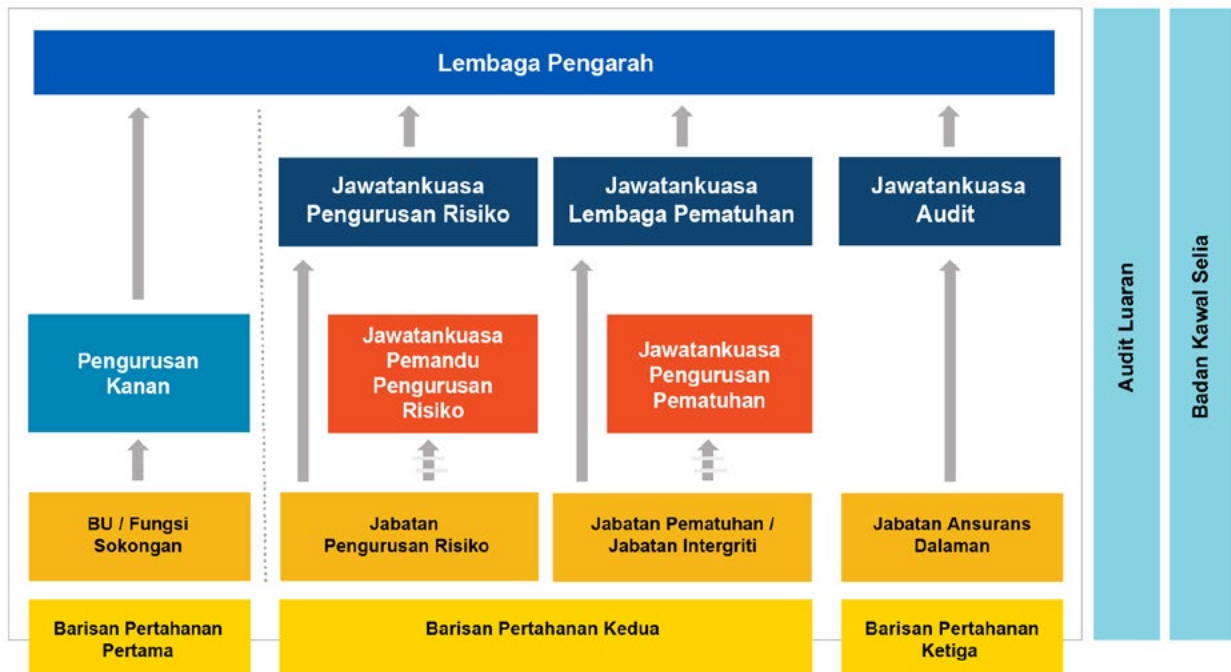 Lembaga Pengarah
Jawatankuasa
Pengurusan Risiko
Jawatankuasa
Lembaga Pematuhan
Jawatankuasa
Audit
Pengurusan
Kanan
Jawatankuasa
Pemandu
Pengurusan
Risiko
Jawatankuasa
Pengurusan
Pematuhan
BU / Fungsi
Sokongan
Jabatan
Pengurusan Risiko
Jabatan Pematuhan /
Jabatan Intergriti
Jabatan Ansurans
Dalaman
Barisan Pertahanan
Pertama
Barisan Pertahanan Kedua
Barisan Pertahanan
Ketiga
Audit Luaran
Badan Kawal Selia